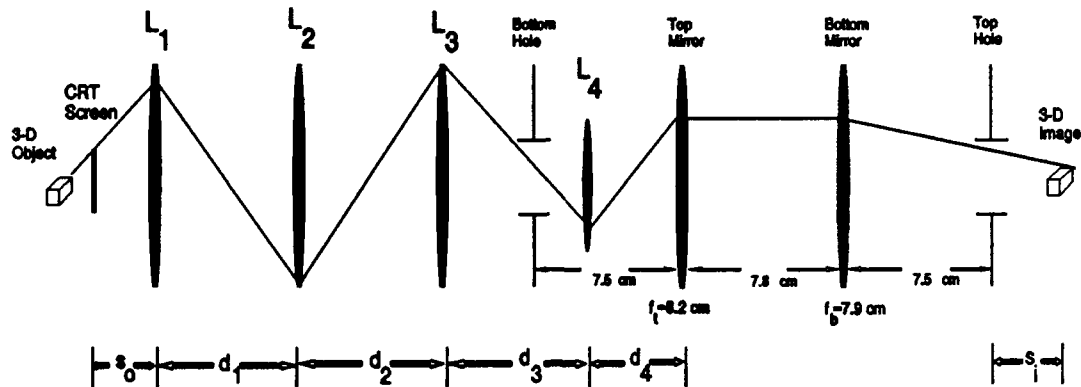 L1
L2
L3
L4
Bottom
Hole
Top
Mirror
Bottom
Mirror
Top
Hole
CRT
Screen
3-D
Object
3-D
Image
7.5 cm
7.8 cm
7.5 cm
ft=8.2 cm
fb=7.9 cm
so
d1
d2
d3
d4
si